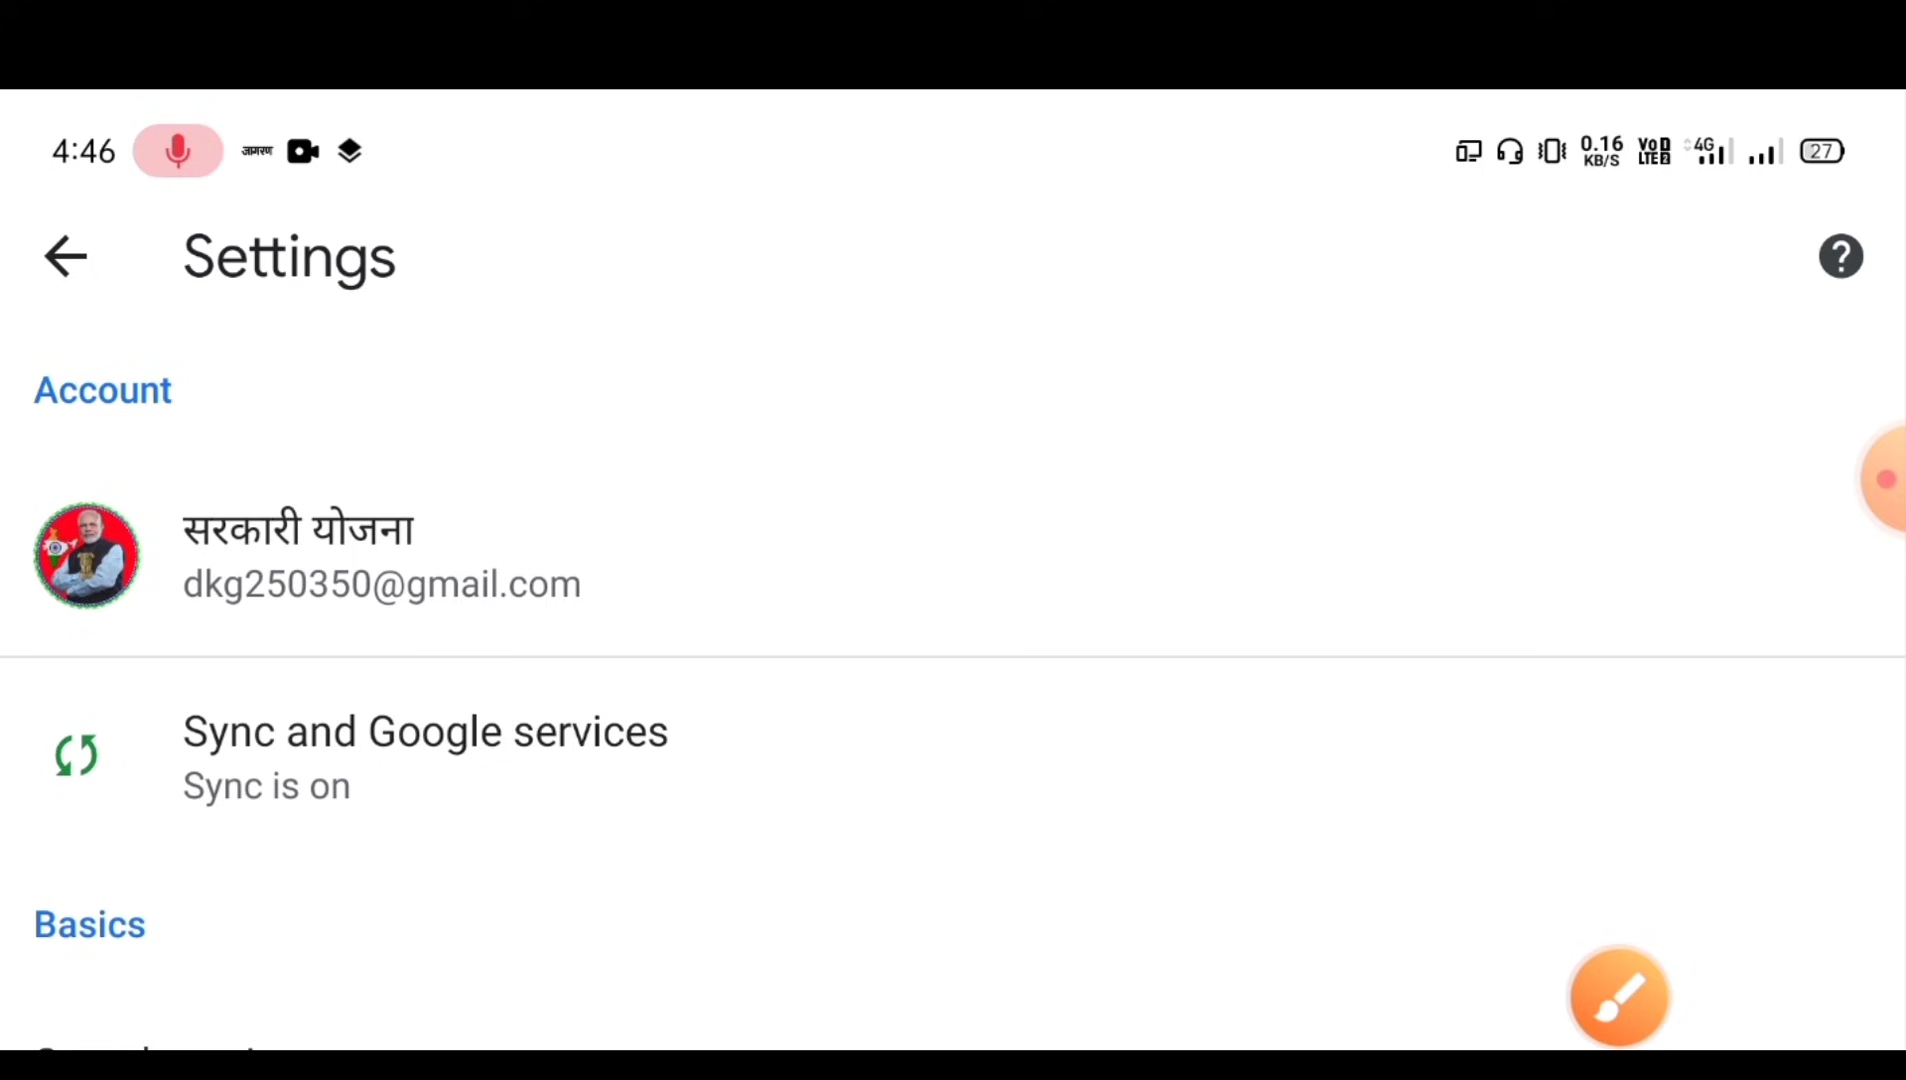 4:46 जागरण 0.16 KB/S VoLTE 2 4G 27
Settings
Account
सरकारी योजना
dkg250350@gmail.com
Sync and Google services
Sync is on
Basics